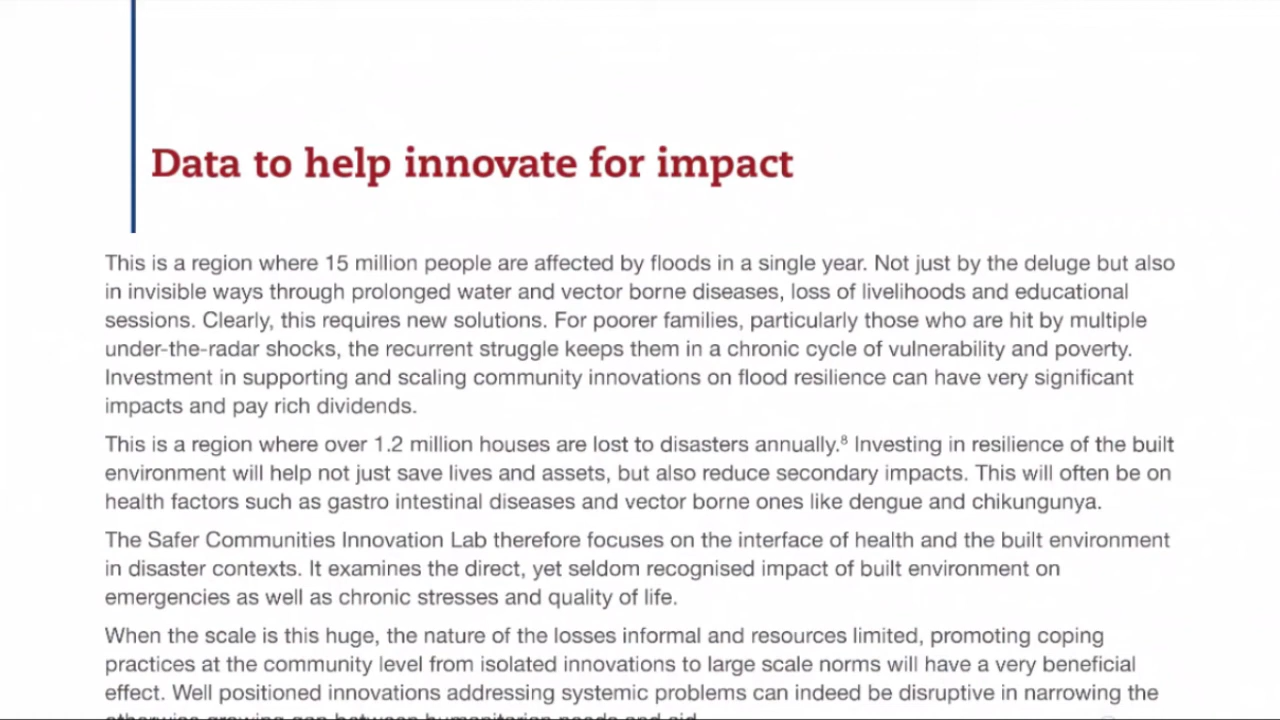 Data to help innovate for impact
This is a region where 15 million people are affected by floods in a single year. Not just by the deluge but also
in invisible ways through prolonged water and vector borne diseases, loss of livelihoods and educational
sessions. Clearly, this requires new solutions. For poorer families, particularly those who are hit by multiple
under-the-radar shocks, the recurrent struggle keeps them in a chronic cycle of vulnerability and poverty.
Investment in supporting and scaling community innovations on flood resilience can have very significant
impacts and pay rich dividends.
This is a region where over 1.2 million houses are lost to disasters annually.⁸ Investing in resilience of the built
environment will help not just save lives and assets, but also reduce secondary impacts. This will often be on
health factors such as gastro intestinal diseases and vector borne ones like dengue and chikungunya.
The Safer Communities Innovation Lab therefore focuses on the interface of health and the built environment
in disaster contexts. It examines the direct, yet seldom recognised impact of built environment on
emergencies as well as chronic stresses and quality of life.
When the scale is this huge, the nature of the losses informal and resources limited, promoting coping
practices at the community level from isolated innovations to large scale norms will have a very beneficial
effect. Well positioned innovations addressing systemic problems can indeed be disruptive in narrowing the
otherwise growing gap between humanitarian needs and aid.